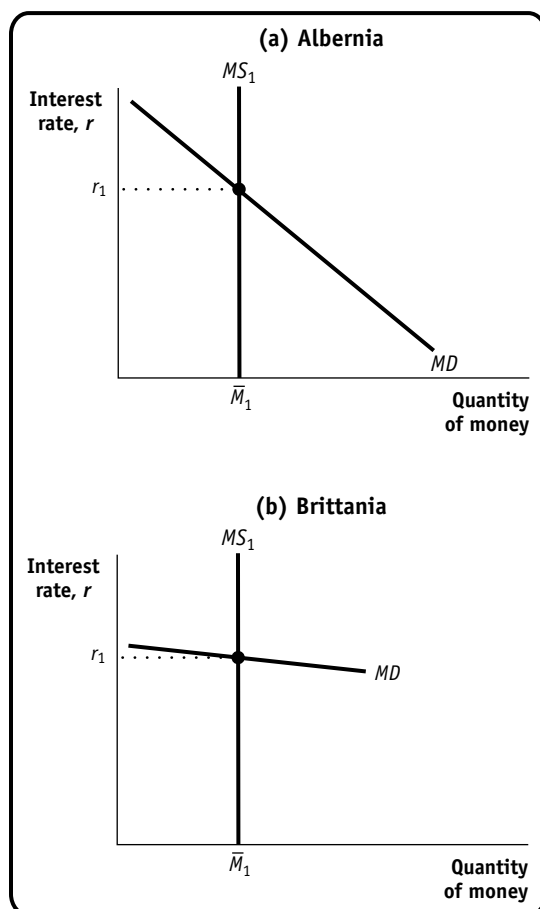 (a) Albernia
MS₁
Interest
rate, r
r₁
MD
M̅₁
Quantity
of money
(b) Brittania
MS₁
Interest
rate, r
r₁
MD
M̅₁
Quantity
of money